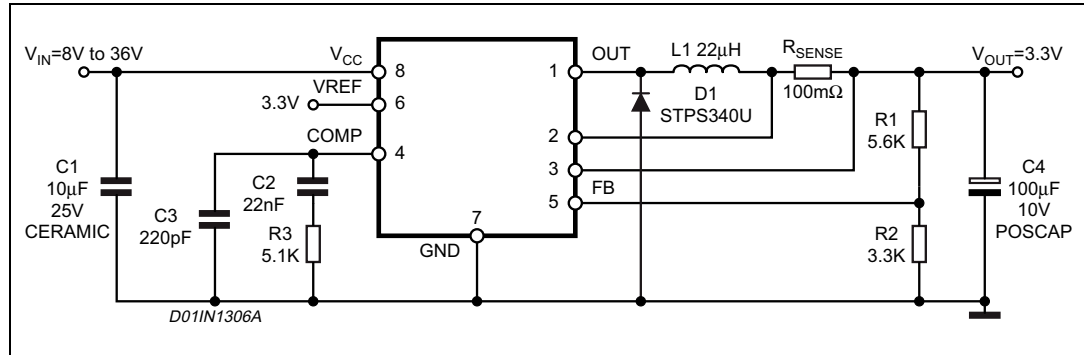 V_IN=8V to 36V
V_CC
8
VREF
3.3V
6
COMP
4
OUT
1
L1 22μH
R_SENSE
100mΩ
V_OUT=3.3V
D1
STPS340U
2
3
FB
5
7
GND
C1
10μF
25V
CERAMIC
C3
220pF
C2
22nF
R3
5.1K
R1
5.6K
R2
3.3K
C4
100μF
10V
POSCAP
D01IN1306A